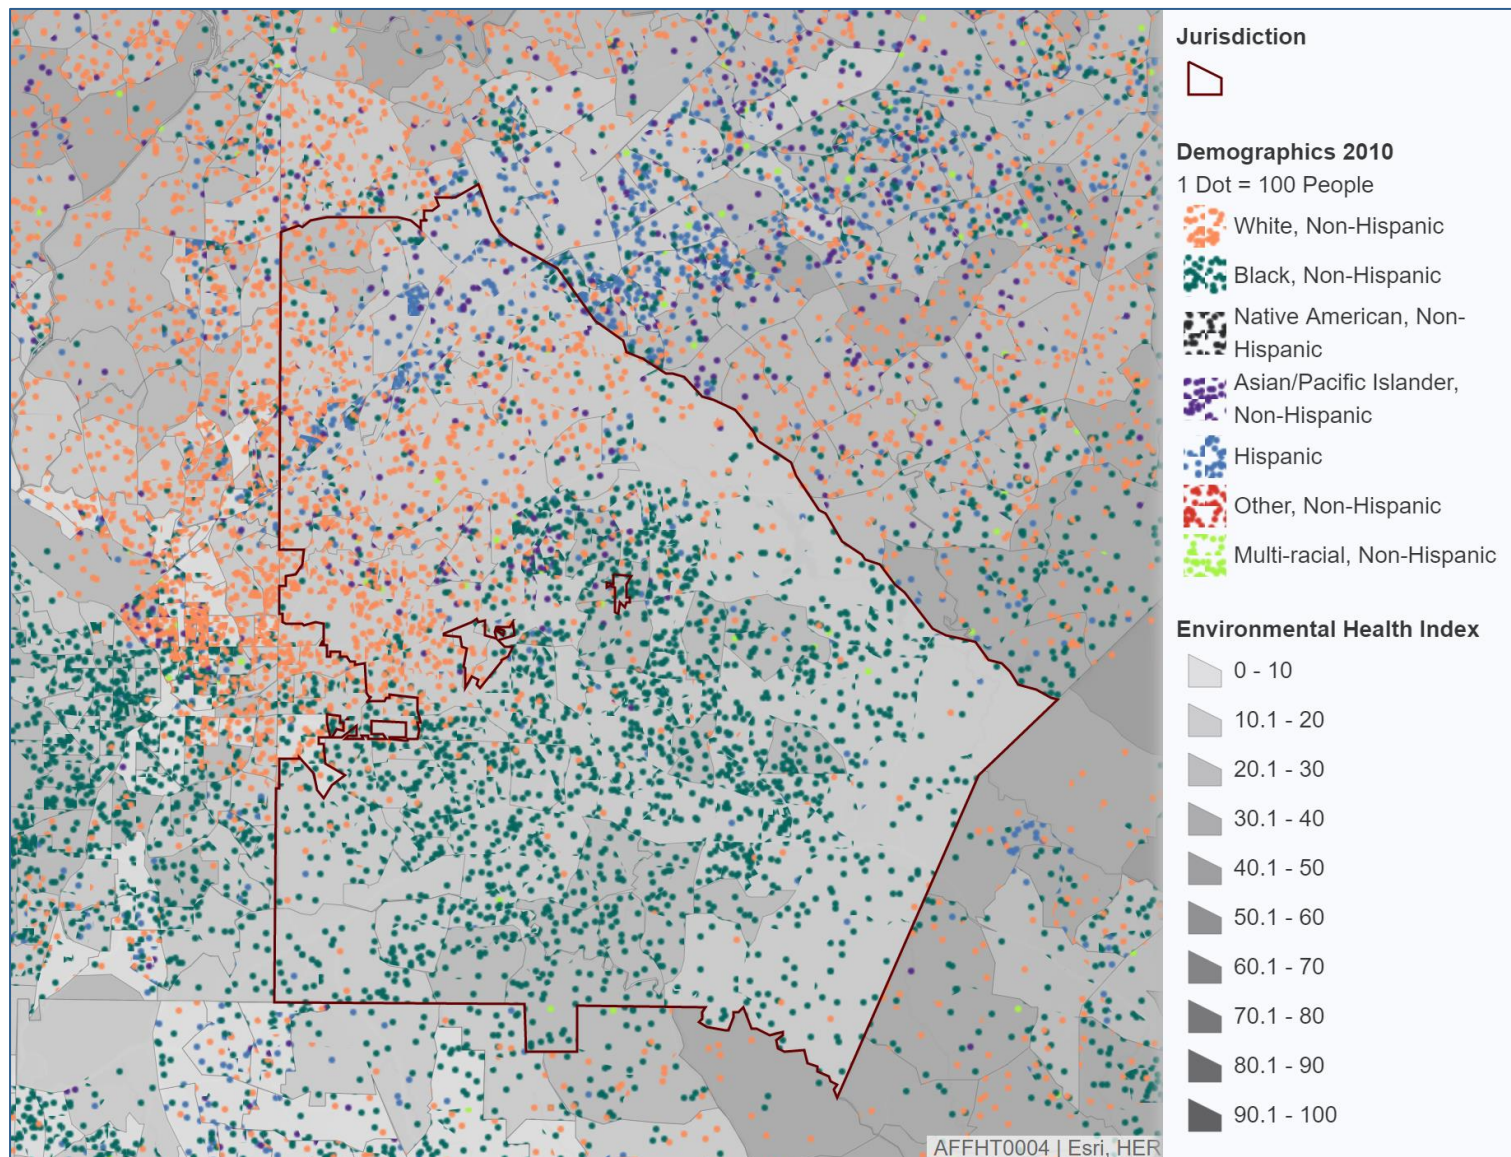 Jurisdiction
Demographics 2010
1 Dot = 100 People
White, Non-Hispanic
Black, Non-Hispanic
Native American, Non-
Hispanic
Asian/Pacific Islander,
Non-Hispanic
Hispanic
Other, Non-Hispanic
Multi-racial, Non-Hispanic
Environmental Health Index
0 - 10
10.1 - 20
20.1 - 30
30.1 - 40
40.1 - 50
50.1 - 60
60.1 - 70
70.1 - 80
80.1 - 90
90.1 - 100
AFFHT0004 | Esri, HER